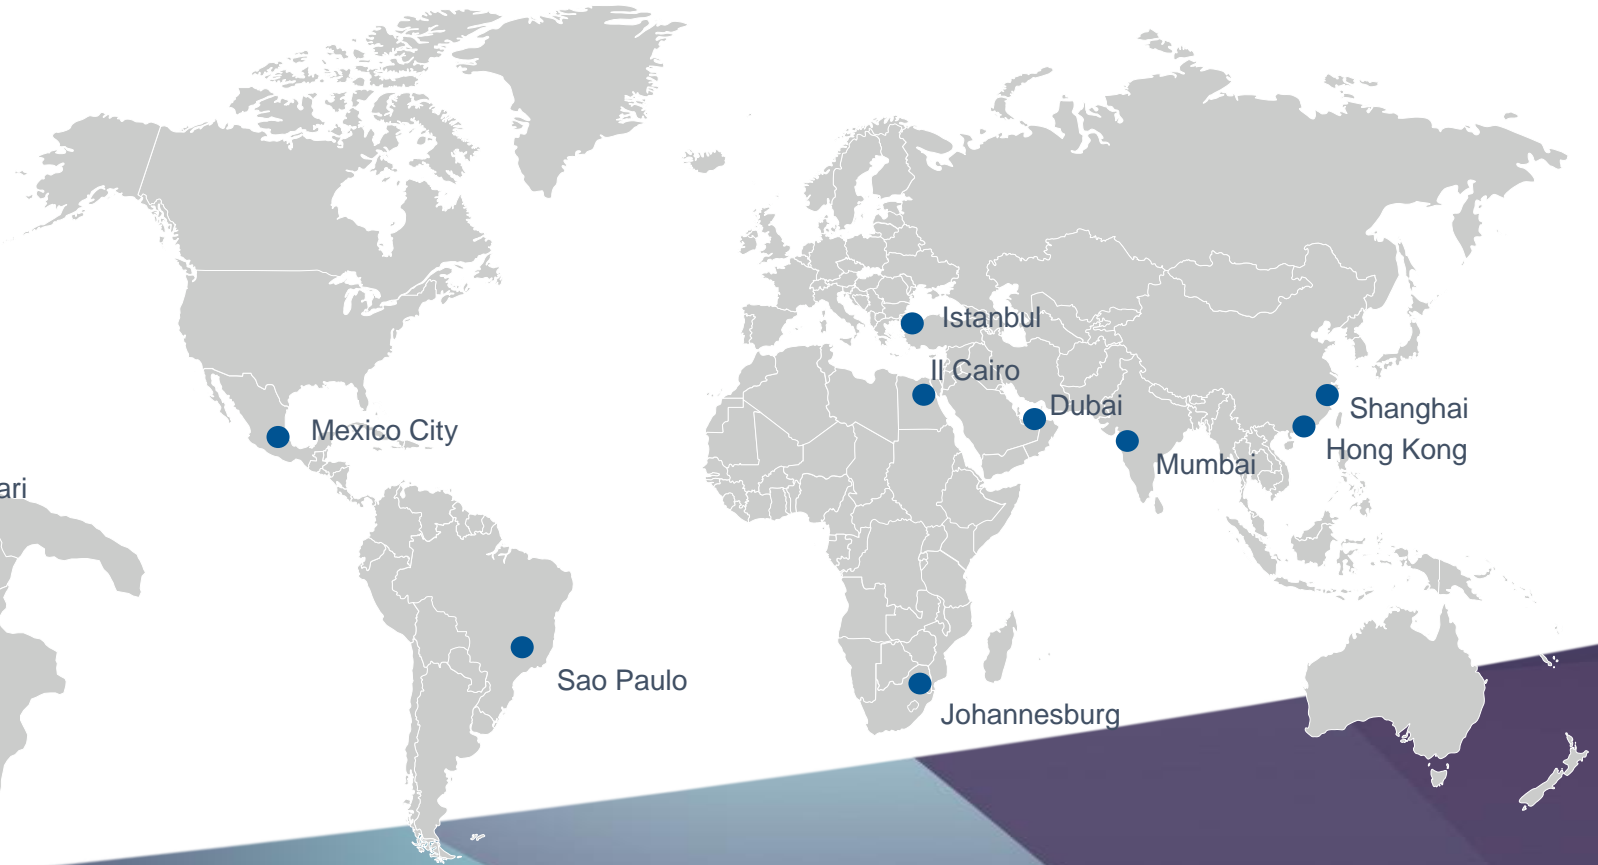 Istanbul
Il Cairo
Dubai
Shanghai
Mexico City
Hong Kong
Mumbai
ari
Sao Paulo
Johannesburg